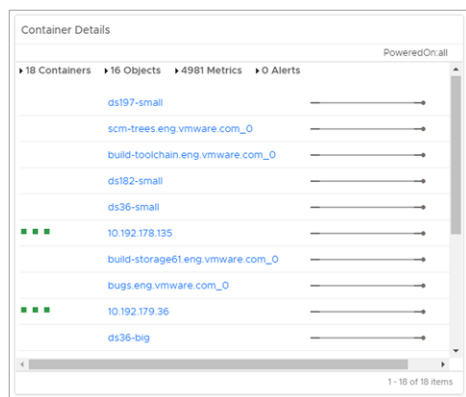 Container Details
PoweredOn:all
18 Containers 16 Objects 4981 Metrics 0 Alerts
ds197-small
scm-trees.eng.vmware.com_0
build-toolchain.eng.vmware.com_0
ds182-small
ds36-small
10.192.178.135
build-storage61.eng.vmware.com_0
bugs.eng.vmware.com_0
10.192.179.36
ds36-big
1 - 18 of 18 items